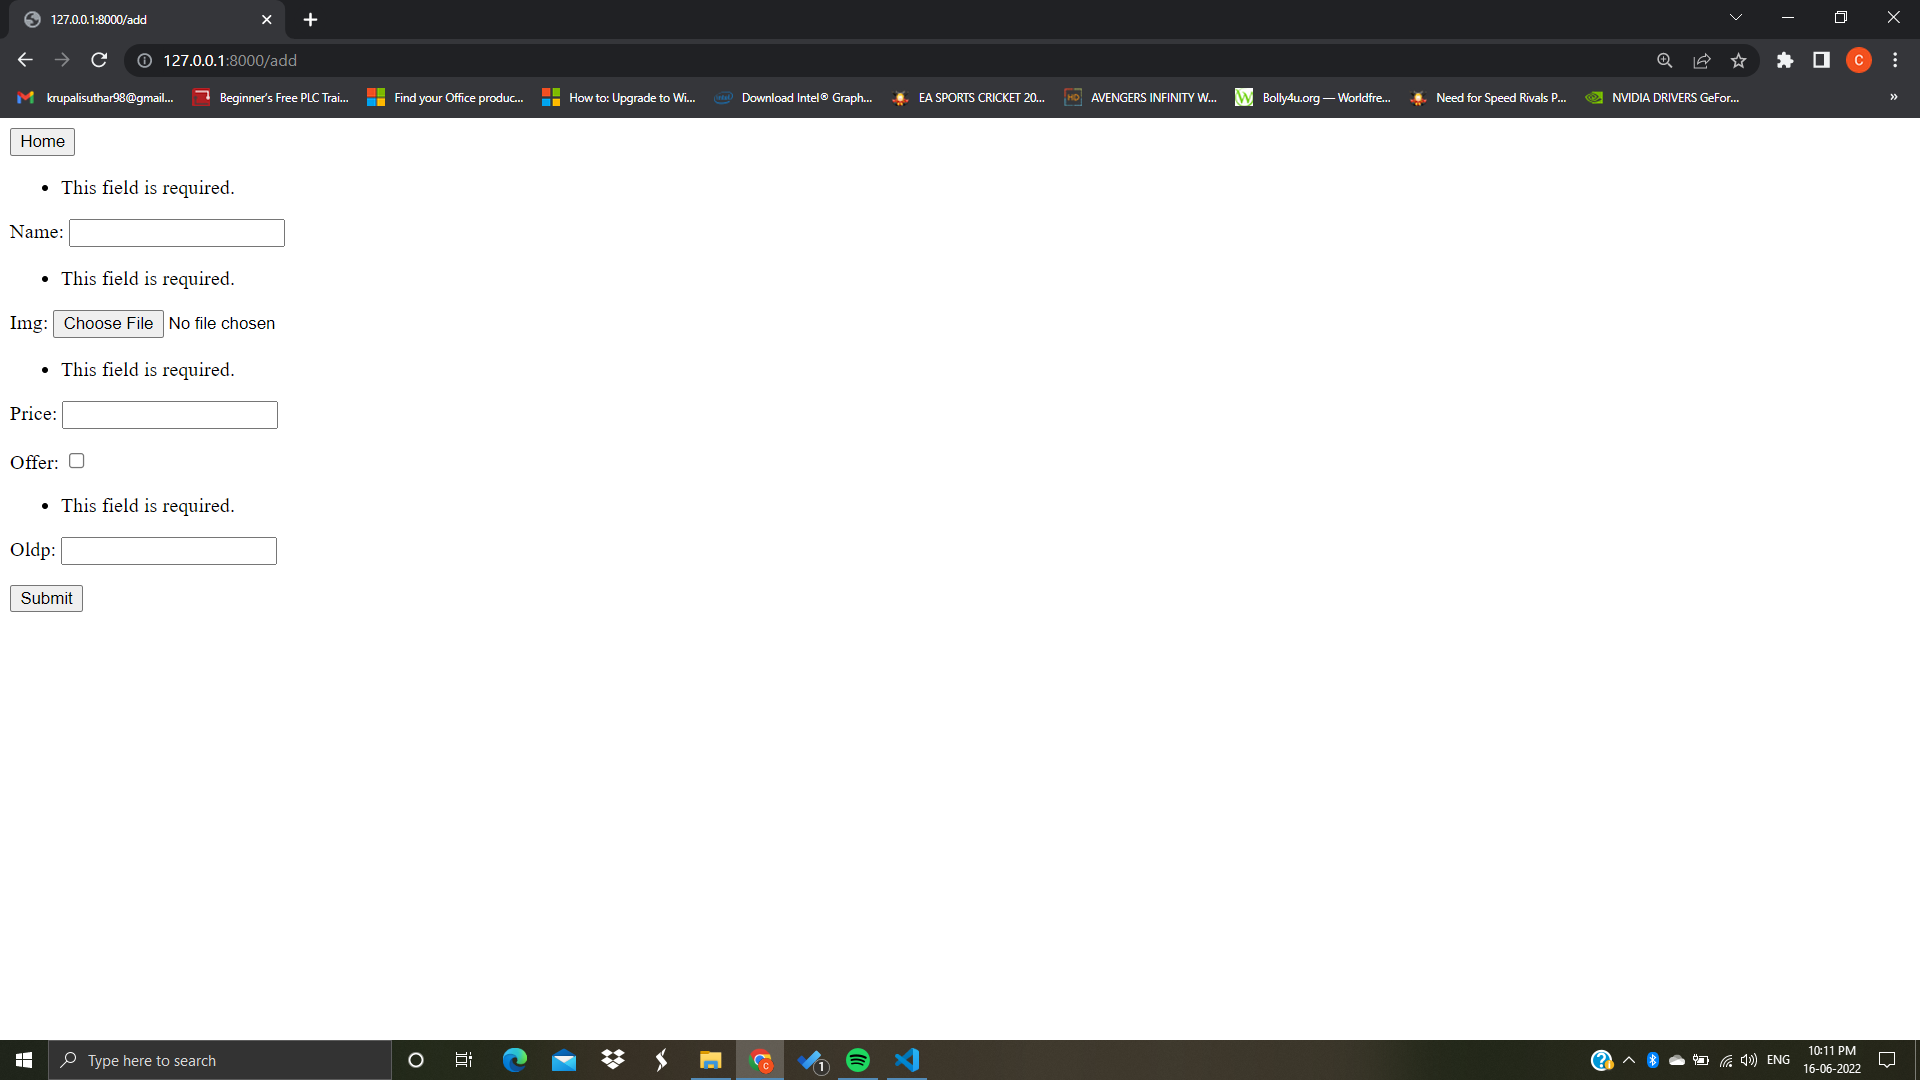 127.0.0.1:8000/add
127.0.0.1:8000/add
krupalisuthar98@gmail... Beginner's Free PLC Trai... Find your Office produc... How to: Upgrade to Wi... Download Intel® Graph... EA SPORTS CRICKET 20... AVENGERS INFINITY W... Bolly4u.org — Worldfre... Need for Speed Rivals P... NVIDIA DRIVERS GeFor... »
Home
• This field is required.
Name:
• This field is required.
Img: Choose File No file chosen
• This field is required.
Price:
Offer:
• This field is required.
Oldp:
Submit
Type here to search
ENG
10:11 PM
16-06-2022